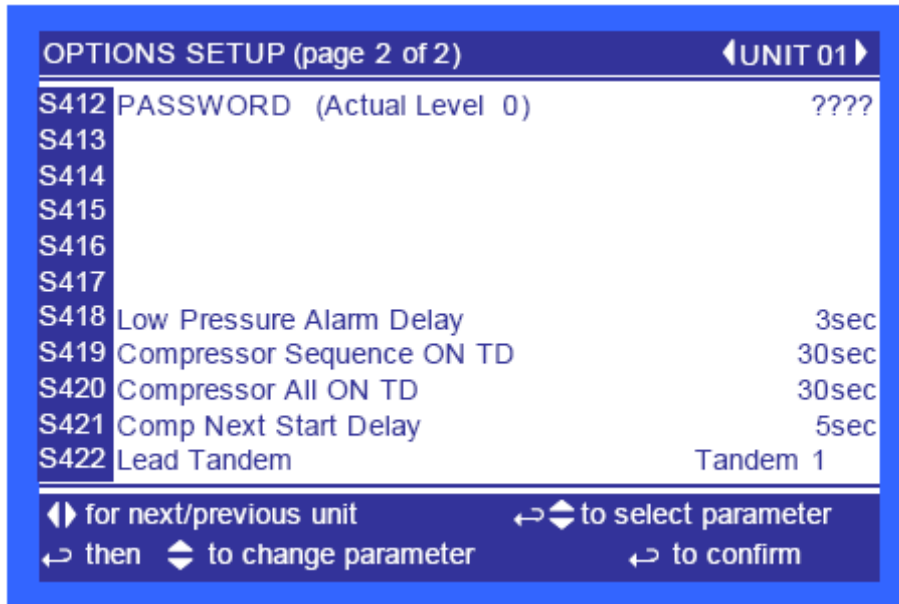 OPTIONS SETUP (page 2 of 2) UNIT 01
S412 PASSWORD (Actual Level 0) ????
S413
S414
S415
S416
S417
S418 Low Pressure Alarm Delay 3sec
S419 Compressor Sequence ON TD 30sec
S420 Compressor All ON TD 30sec
S421 Comp Next Start Delay 5sec
S422 Lead Tandem Tandem 1
for next/previous unit to select parameter
then to change parameter to confirm